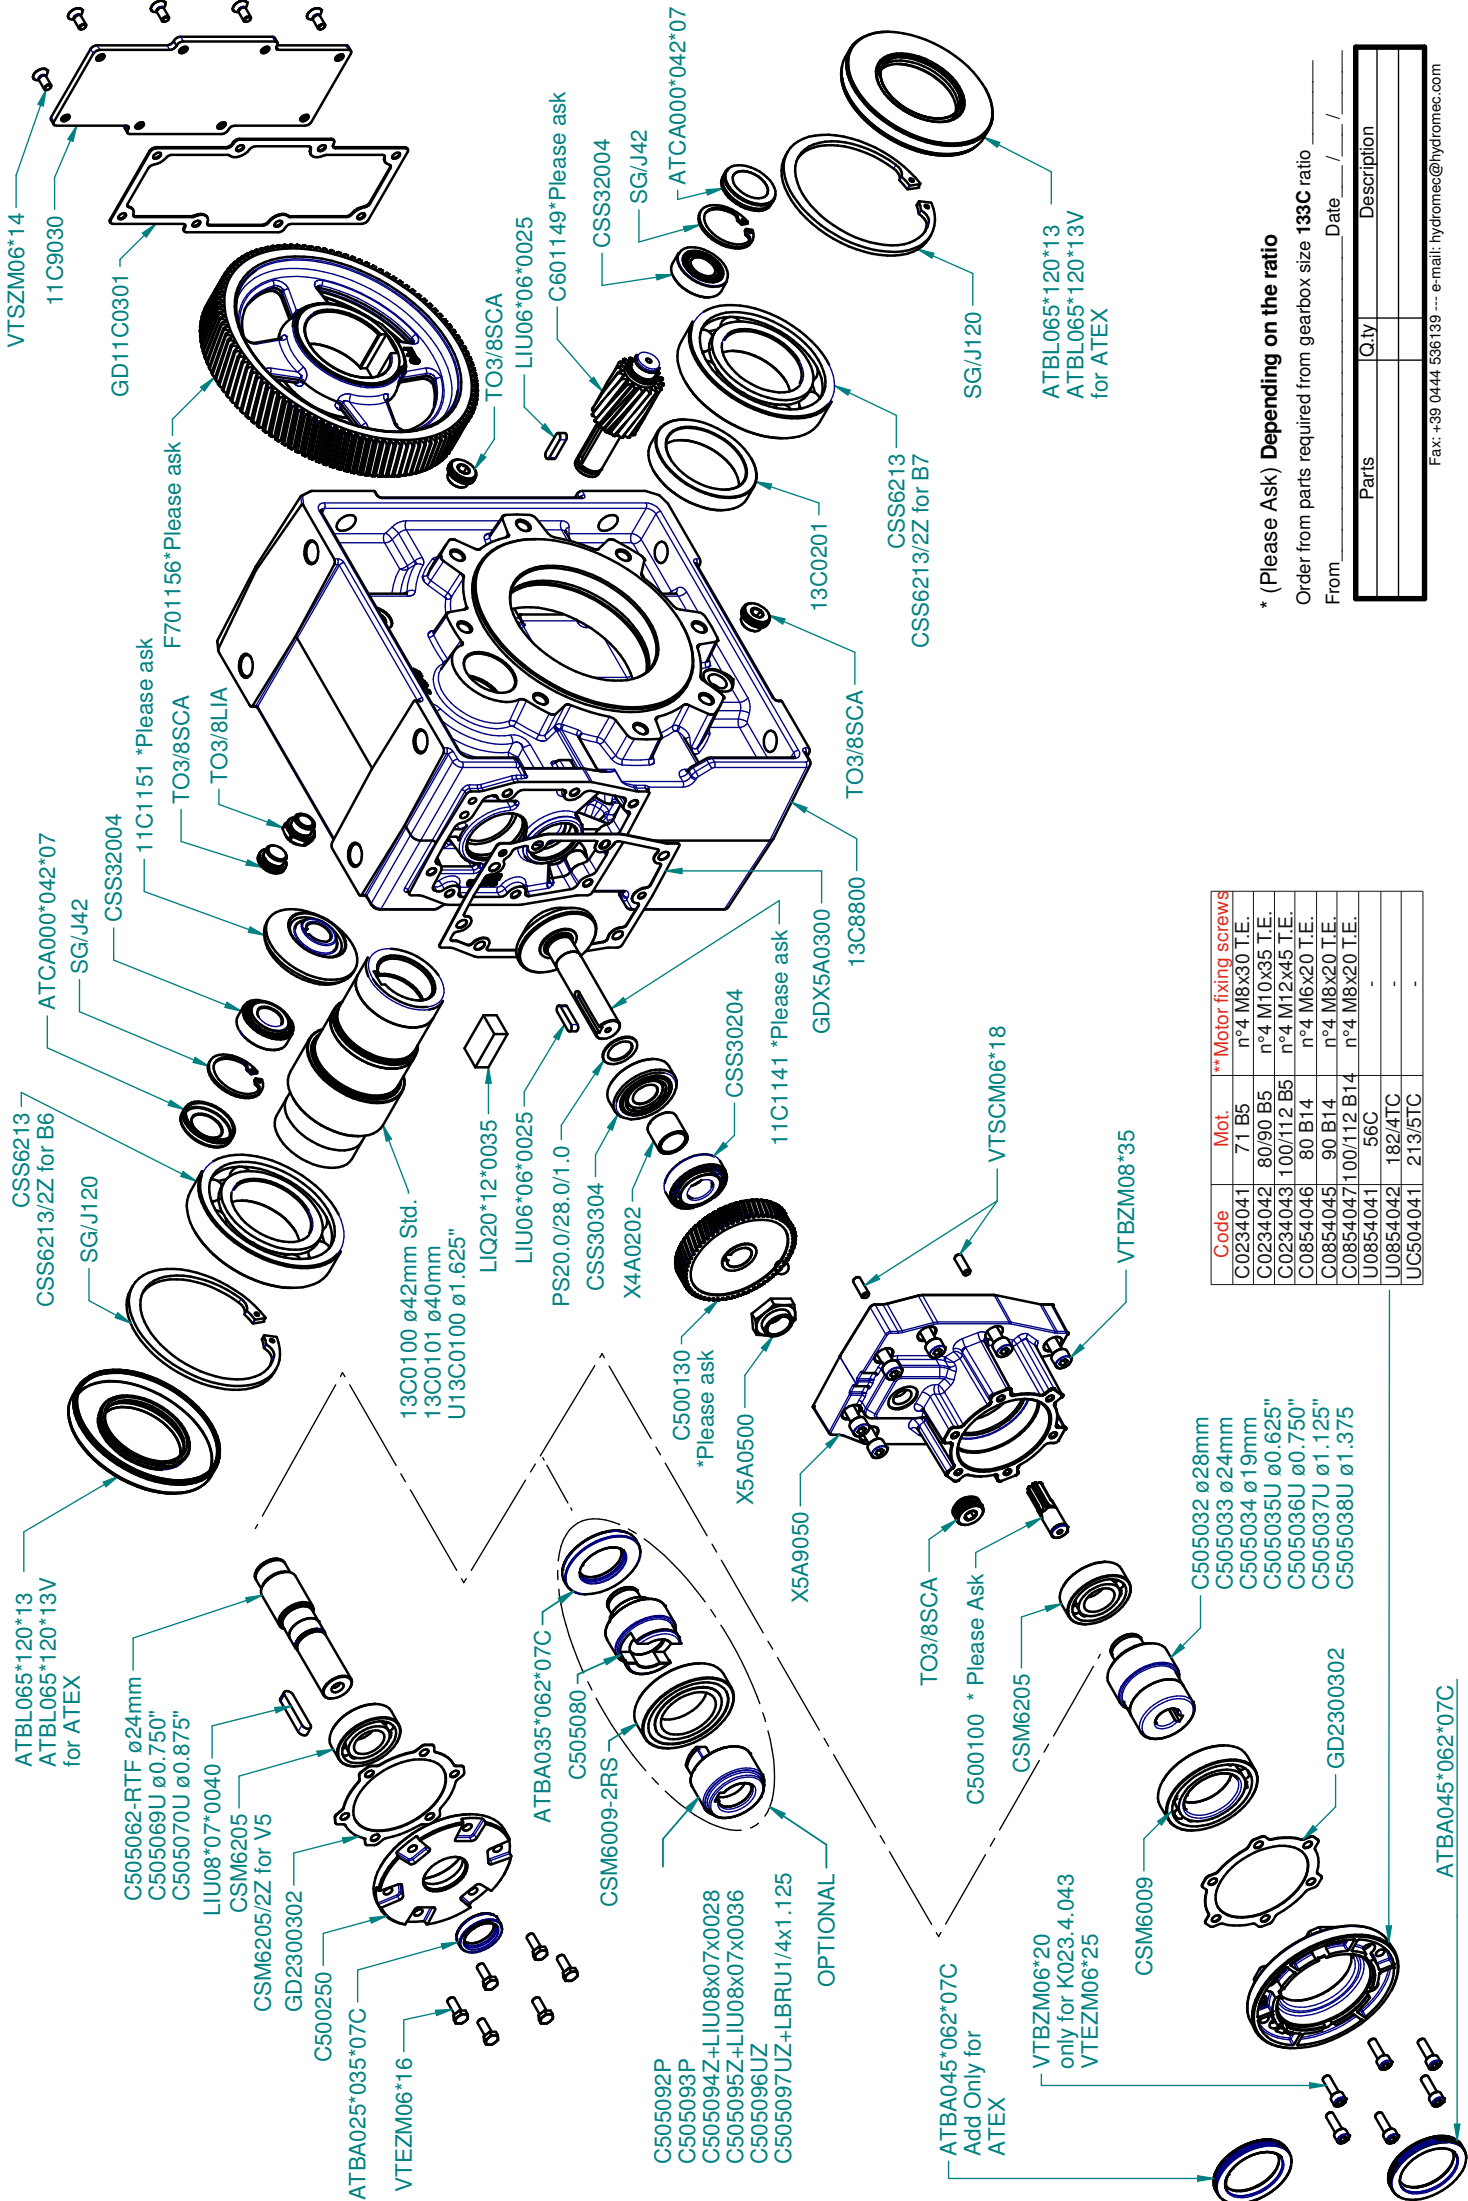 ATBL065*120*13
ATBL065*120*13V
for ATEX
SG/J120
CSS6213
CSS6213/2Z for B6
ATCA000*042*07
SG/J42
CSS32004
11C1151 *Please ask
TO3/8SCA
TO3/8LIA
F701156*Please ask
GD11C0301
11C9030
VTSZM06*14
C505062-RTF ø24mm
C505069U ø0.750"
C505070U ø0.875"
LIU08*07*0040
CSM6205
CSM6205/2Z for V5
GD2300302
C500250
ATBA025*035*07C
VTEZM06*16
13C0100 ø42mm Std.
13C0101 ø40mm
U13C0100 ø1.625"
LIQ20*12*0035
LIU06*06*0025
PS20.0/28.0/1.0
CSS30304
X4A0202
C500130
*Please ask
X5A0500
CSS30204
11C1141 *Please ask
GDX5A0300
13C8800
TO3/8SCA
TO3/8SCA
LIU06*06*0025
C601149*Please ask
CSS32004
SG/J42
ATCA000*042*07
13C0201
CSS6213
CSS6213/2Z for B7
SG/J120
ATBL065*120*13
ATBL065*120*13V
for ATEX
ATBA035*062*07C
C505080
CSM6009-2RS
C505092P
C505093P
C505094Z+LIU08x07x0028
C505095Z+LIU08x07x0036
C505096UZ
C505097UZ+LBRU1/4x1.125
OPTIONAL
X5A9050
VTSCM06*18
VTBZM08*35
TO3/8SCA
C500100 * Please Ask
CSM6205
C505032 ø28mm
C505033 ø24mm
C505034 ø19mm
C505035U ø0.625"
C505036U ø0.750"
C505037U ø1.125"
C505038U ø1.375
CSM6009
GD2300302
ATBA045*062*07C
Add Only for
ATEX
VTBZM06*20
only for K023.4.043
VTEZM06*25
ATBA045*062*07C
Code Mot. **Motor fixing screws
C0234041 71 B5 n°4 M8x30 T.E.
C0234042 80/90 B5 n°4 M10x35 T.E.
C0234043 100/112 B5 n°4 M12x45 T.E.
C0854046 80 B14 n°4 M6x20 T.E.
C0854045 90 B14 n°4 M8x20 T.E.
C0854047 100/112 B14 n°4 M8x20 T.E.
U0854041 56C -
U0854042 182/4TC -
UC504041 213/5TC -
* (Please Ask) Depending on the ratio
Order from parts required from gearbox size 133C ratio ______
From ______ Date ___ /___ /___
Parts Q.ty Description
Fax: +39 0444 536139 --- e-mail: hydromec@hydromec.com